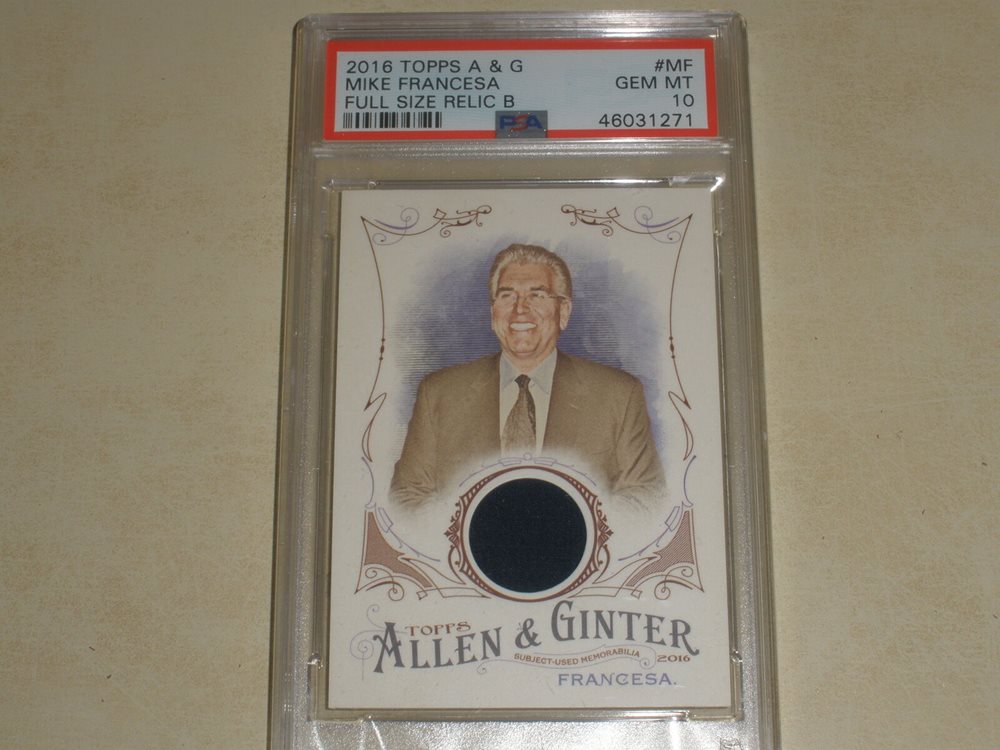 2016 TOPPS A & G #MF
MIKE FRANCESA GEM MT
FULL SIZE RELIC B 10
PSA 46031271
TOPPS
ALLEN & GINTER
SUBJECT-USED MEMORABILIA 2016
FRANCESA.